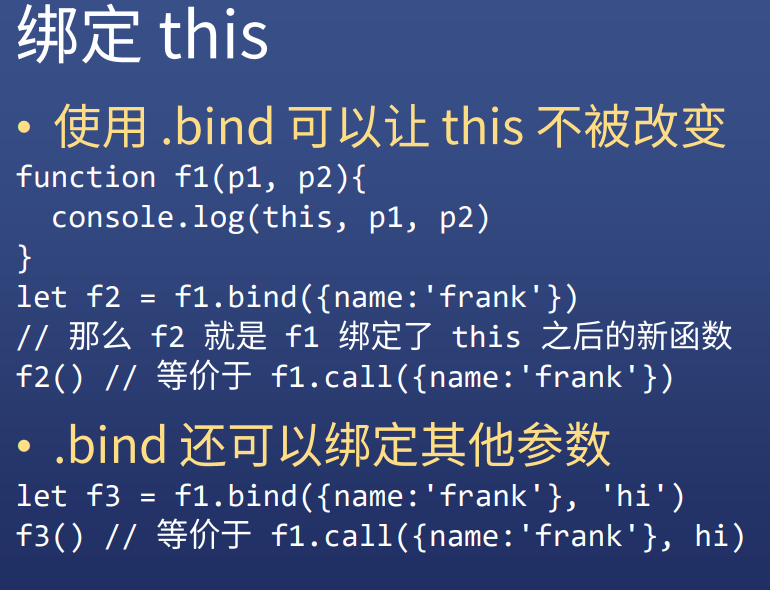 绑定 this
• 使用 .bind 可以让 this 不被改变
function f1(p1, p2){
  console.log(this, p1, p2)
}
let f2 = f1.bind({name:'frank'})
// 那么 f2 就是 f1 绑定了 this 之后的新函数
f2() // 等价于 f1.call({name:'frank'})
• .bind 还可以绑定其他参数
let f3 = f1.bind({name:'frank'}, 'hi')
f3() // 等价于 f1.call({name:'frank'}, hi)